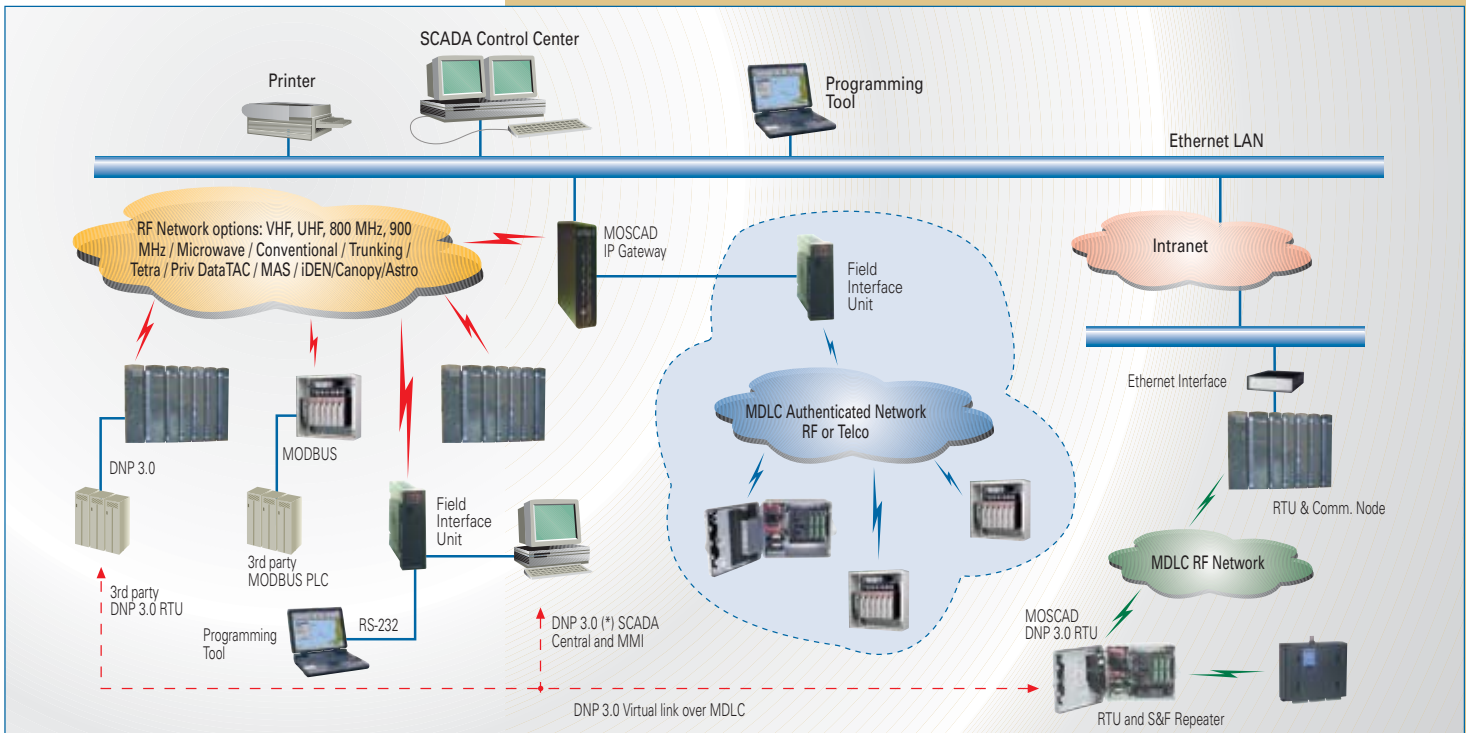 SCADA Control Center
Printer
Programming
Tool
Ethernet LAN
RF Network options: VHF, UHF, 800 MHz, 900
MHz / Microwave / Conventional / Trunking /
Tetra / Priv DataTAC / MAS / iDEN/Canopy/Astro
MOSCAD
IP Gateway
Field
Interface
Unit
Intranet
Ethernet Interface
MDLC Authenticated Network
RF or Telco
DNP 3.0
MODBUS
Field
Interface
Unit
RTU & Comm. Node
3rd party
MODBUS PLC
MDLC RF Network
3rd party
DNP 3.0 RTU
Programming
Tool
RS-232
DNP 3.0 (*) SCADA
Central and MMI
MOSCAD
DNP 3.0 RTU
DNP 3.0 Virtual link over MDLC
RTU and S&F Repeater